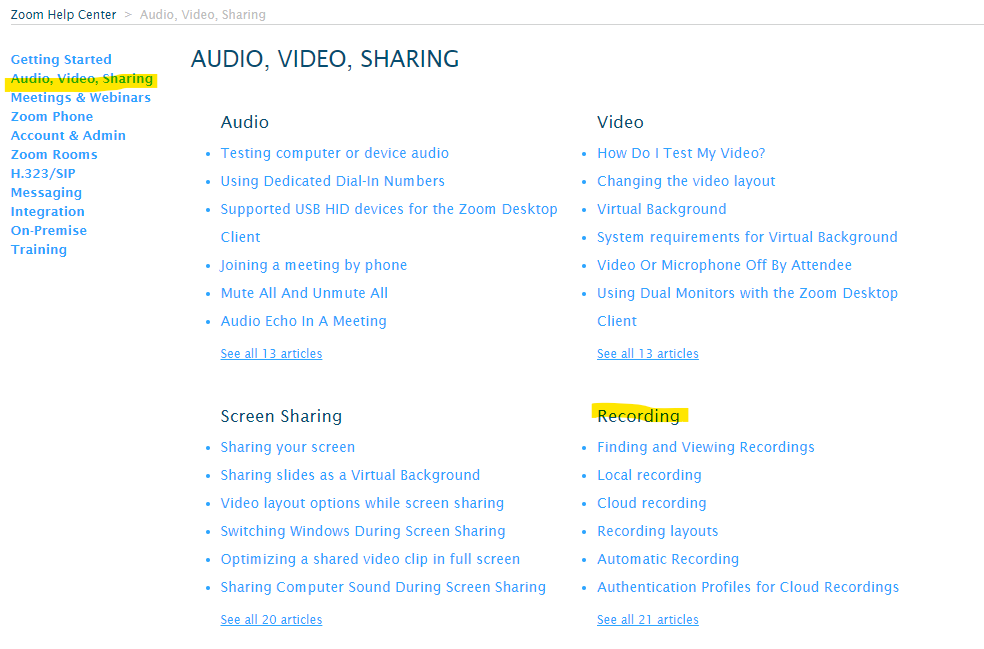 Zoom Help Center > Audio, Video, Sharing
Getting Started
Audio, Video, Sharing
Meetings & Webinars
Zoom Phone
Account & Admin
Zoom Rooms
H.323/SIP
Messaging
Integration
On-Premise
Training
AUDIO, VIDEO, SHARING
Audio
• Testing computer or device audio
• Using Dedicated Dial-In Numbers
• Supported USB HID devices for the Zoom Desktop
Client
• Joining a meeting by phone
• Mute All And Unmute All
• Audio Echo In A Meeting
See all 13 articles
Video
• How Do I Test My Video?
• Changing the video layout
• Virtual Background
• System requirements for Virtual Background
• Video Or Microphone Off By Attendee
• Using Dual Monitors with the Zoom Desktop
Client
See all 13 articles
Screen Sharing
• Sharing your screen
• Sharing slides as a Virtual Background
• Video layout options while screen sharing
• Switching Windows During Screen Sharing
• Optimizing a shared video clip in full screen
• Sharing Computer Sound During Screen Sharing
See all 20 articles
Recording
• Finding and Viewing Recordings
• Local recording
• Cloud recording
• Recording layouts
• Automatic Recording
• Authentication Profiles for Cloud Recordings
See all 21 articles